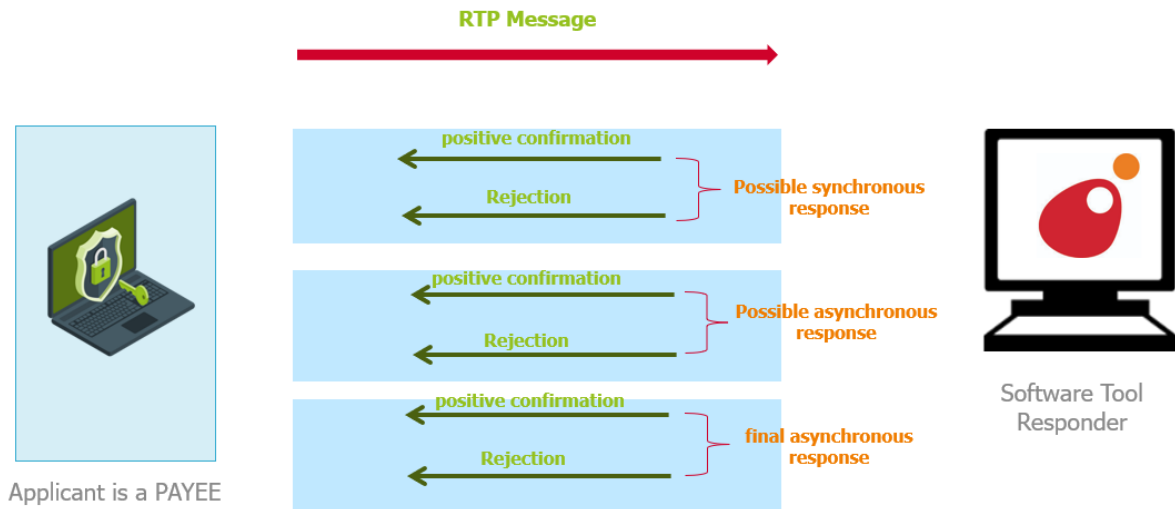 RTP Message
positive confirmation
Rejection
Possible synchronous
response
positive confirmation
Rejection
Possible asynchronous
response
positive confirmation
Rejection
final asynchronous
response
Applicant is a PAYEE
Software Tool
Responder